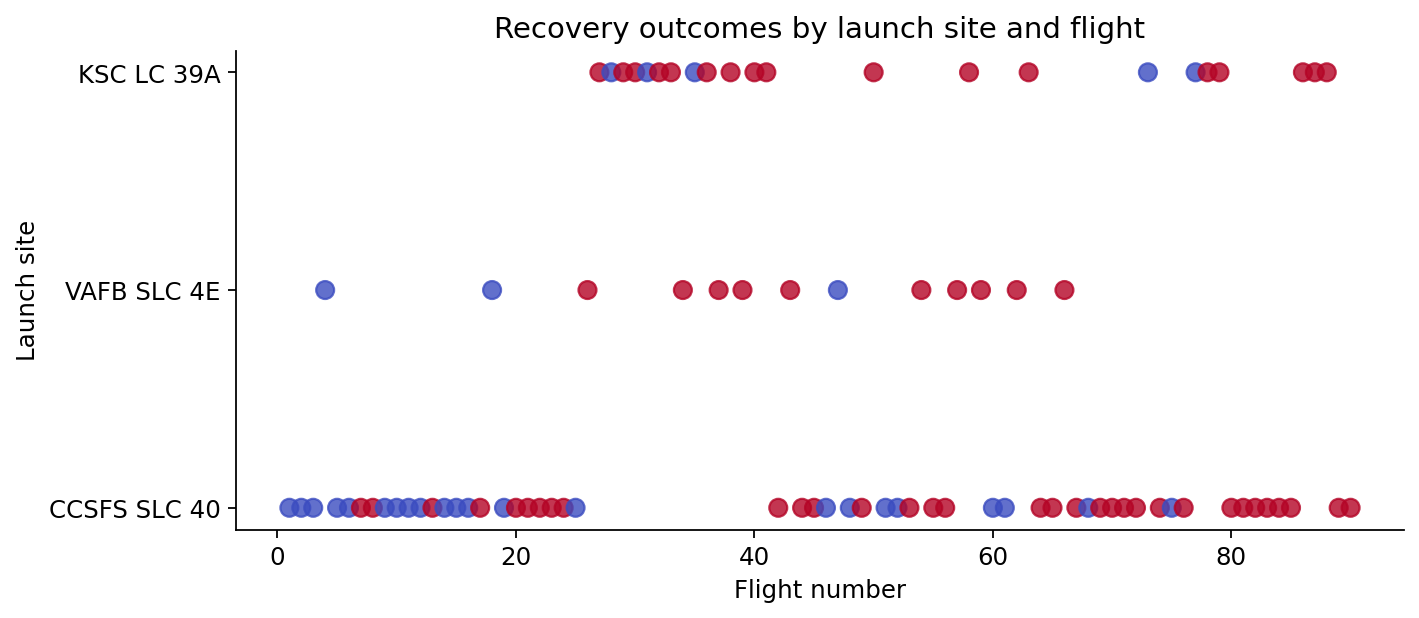 Recovery outcomes by launch site and flight
KSC LC 39A
VAFB SLC 4E
CCSFS SLC 40
Launch site
0 20 40 60 80
Flight number